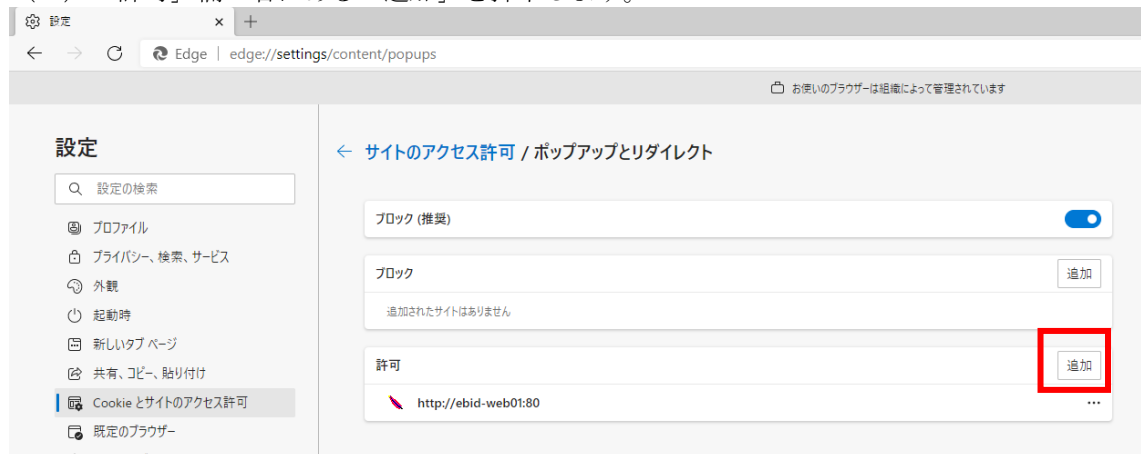 設定
Edge | edge://settings/content/popups
お使いのブラウザーは組織によって管理されています
設定
設定の検索
プロファイル
プライバシー、検索、サービス
外観
起動時
新しいタブ ページ
共有、コピー、貼り付け
Cookie とサイトのアクセス許可
既定のブラウザー
サイトのアクセス許可 / ポップアップとリダイレクト
ブロック (推奨)
ブロック
追加
追加されたサイトはありません
許可
追加
http://ebid-web01:80